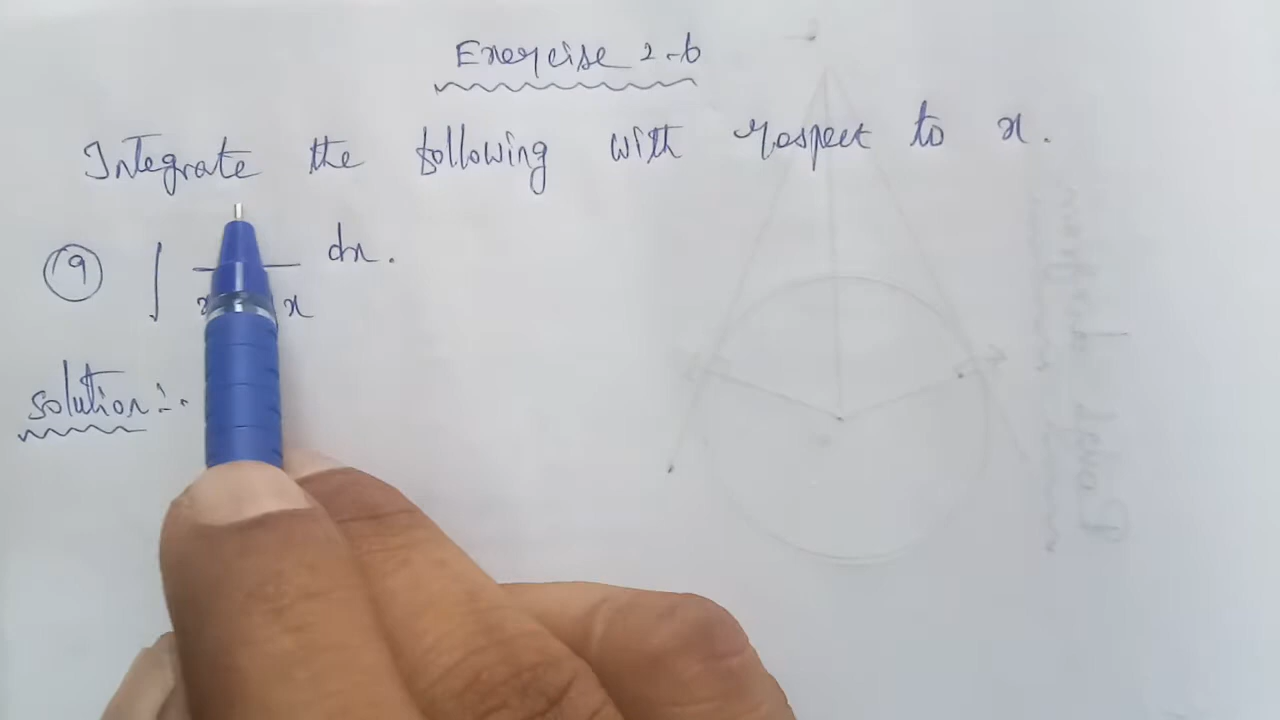 Exercise 2.6
Integrate the following with respect to x.
(9) ∫ dx.
x x
solution :-